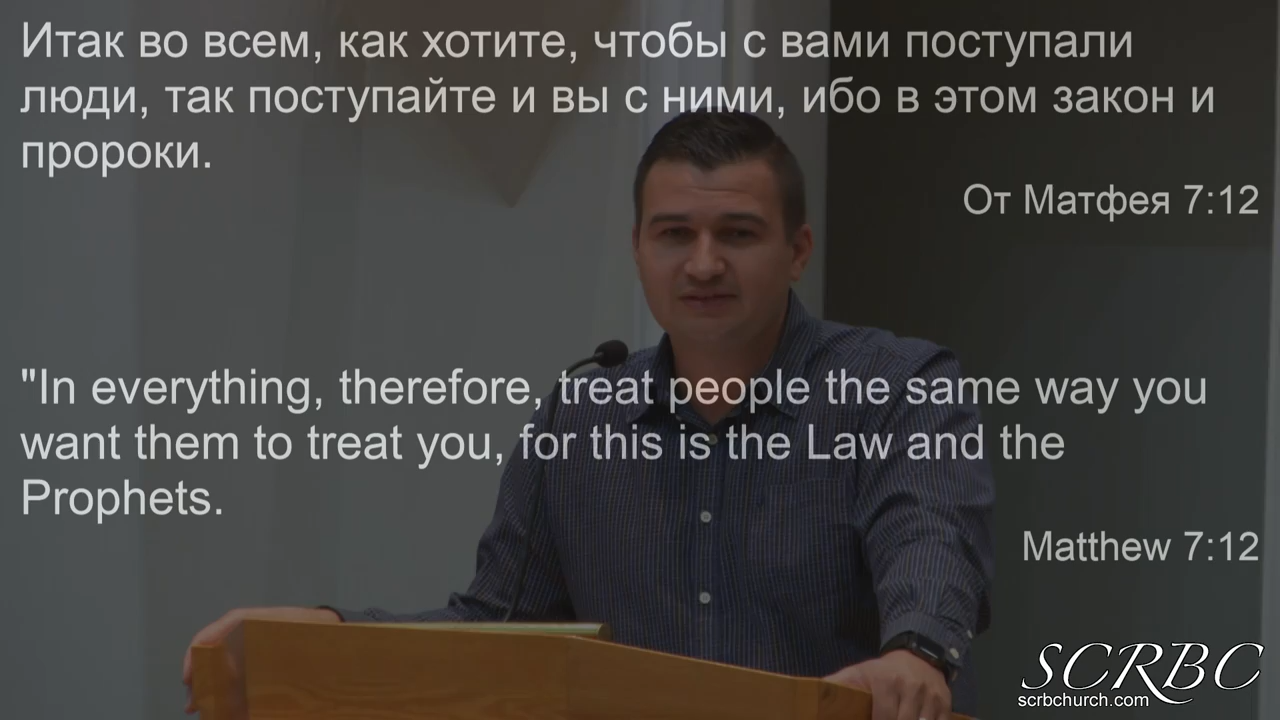 Итак во всем, как хотите, чтобы с вами поступали
люди, так поступайте и вы с ними, ибо в этом закон и
пророки.
От Матфея 7:12
"In everything, therefore, treat people the same way you
want them to treat you, for this is the Law and the
Prophets.
Matthew 7:12
SCRBC
scrbchurch.com